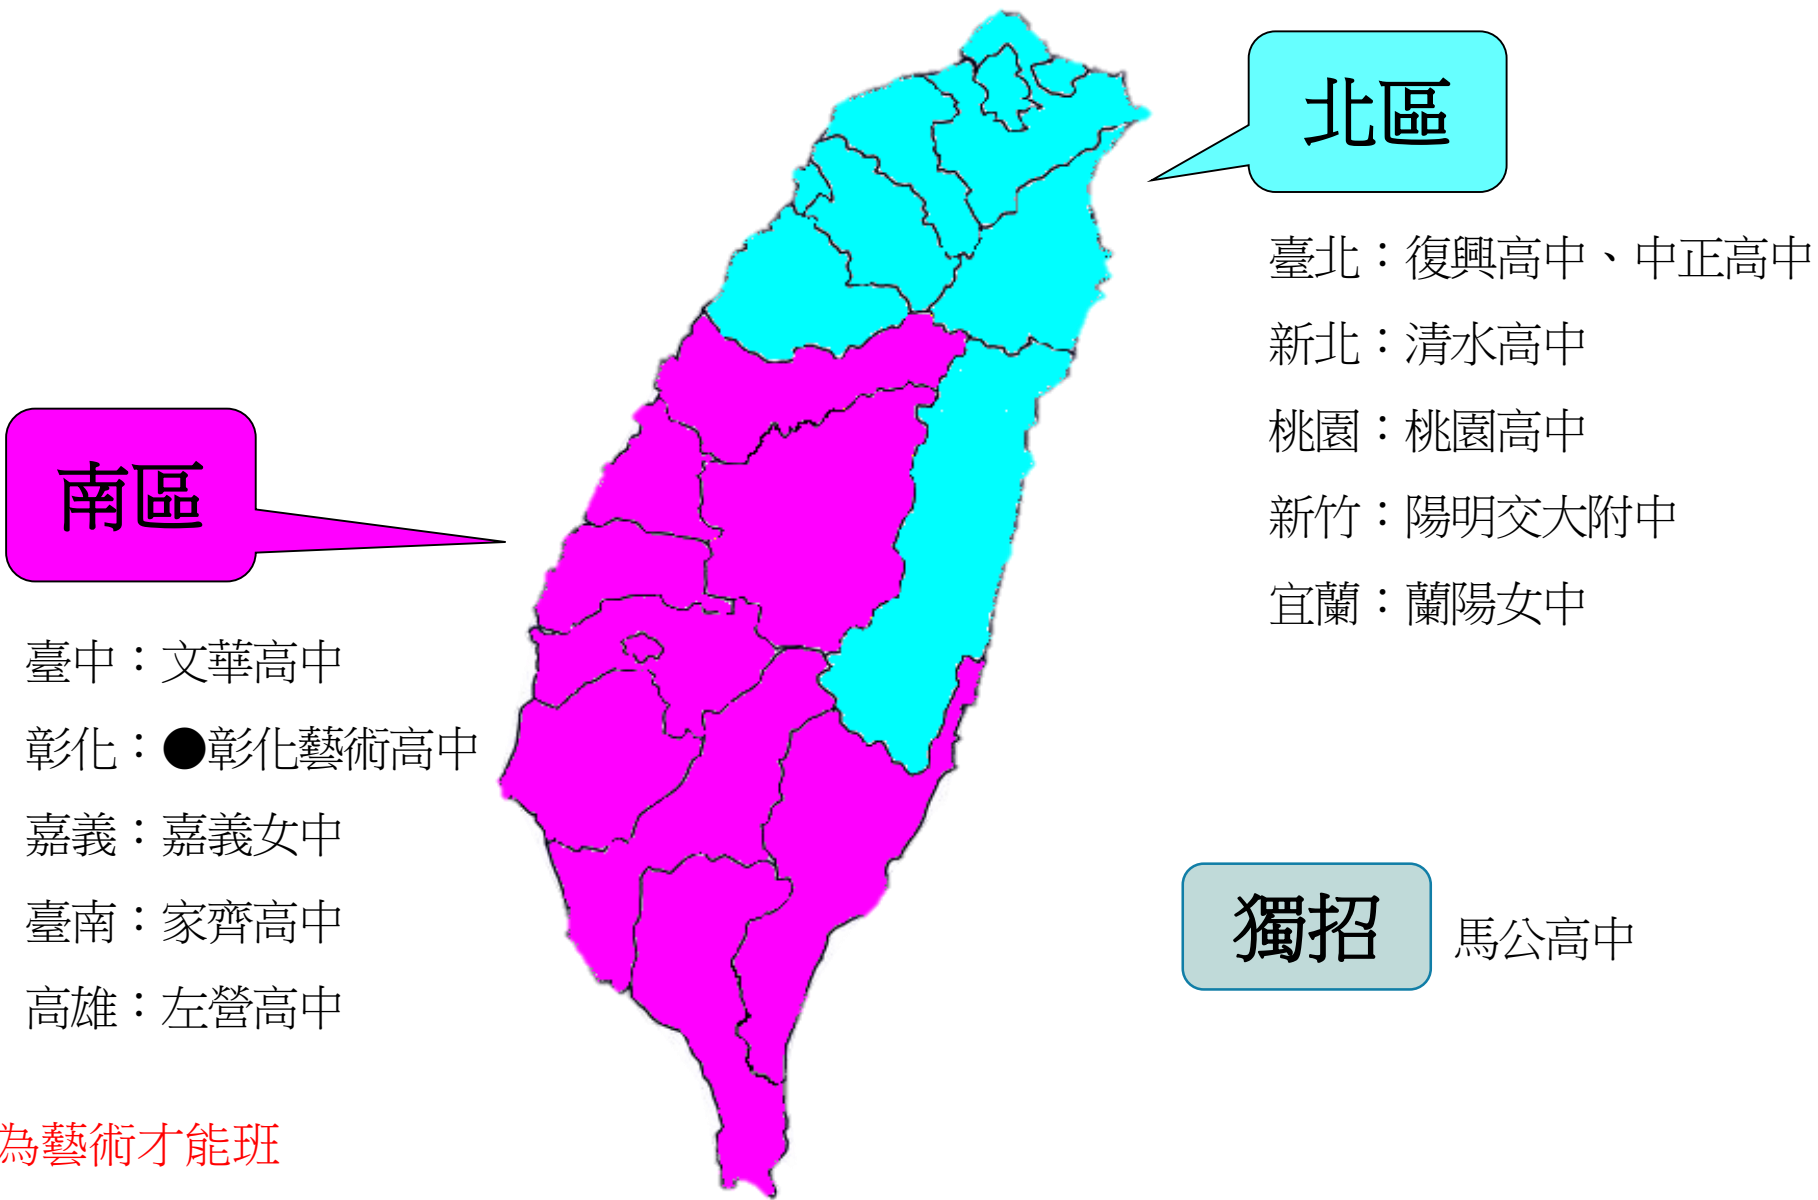 北區
臺北：復興高中、中正高中
新北：清水高中
桃園：桃園高中
新竹：陽明交大附中
宜蘭：蘭陽女中
南區
臺中：文華高中
彰化：●彰化藝術高中
嘉義：嘉義女中
臺南：家齊高中
高雄：左營高中
獨招
馬公高中
為藝術才能班